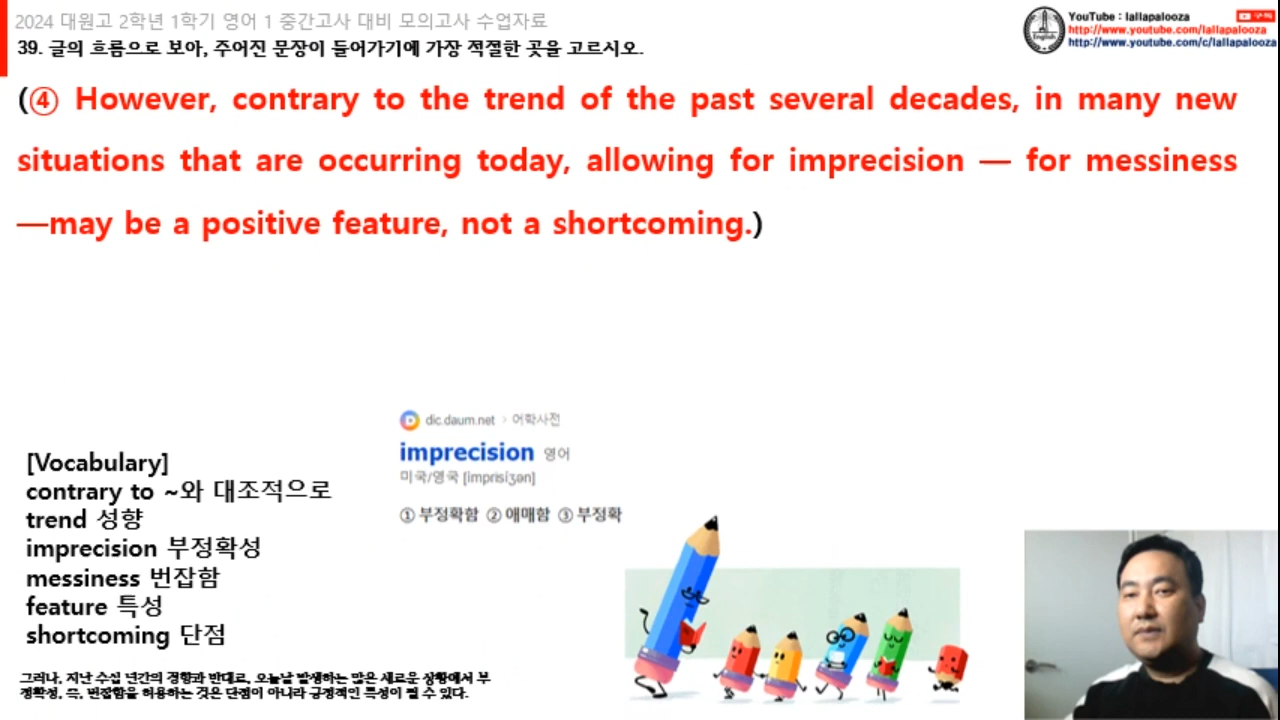 2024 대원고 2학년 1학기 영어 1 중간고사 대비 모의고사 수업자료
39. 글의 흐름으로 보아, 주어진 문장이 들어가기에 가장 적절한 곳을 고르시오.
YouTube : lallapalooza
구독
http://www.youtube.com/lallapalooza
http://www.youtube.com/c/lallapalooza
(④ However, contrary to the trend of the past several decades, in many new
situations that are occurring today, allowing for imprecision — for messiness
—may be a positive feature, not a shortcoming.)
dic.daum.net › 어학사전
imprecision 영어
미국/영국 [imprisíʒən]
① 부정확함 ② 애매함 ③ 부정확
[Vocabulary]
contrary to ~와 대조적으로
trend 성향
imprecision 부정확성
messiness 번잡함
feature 특성
shortcoming 단점
그러나, 지난 수십 년간의 경향과 반대로, 오늘날 발생하는 많은 새로운 상황에서 부
정확성, 즉, 번잡함을 허용하는 것은 단점이 아니라 긍정적인 특성이 될 수 있다.